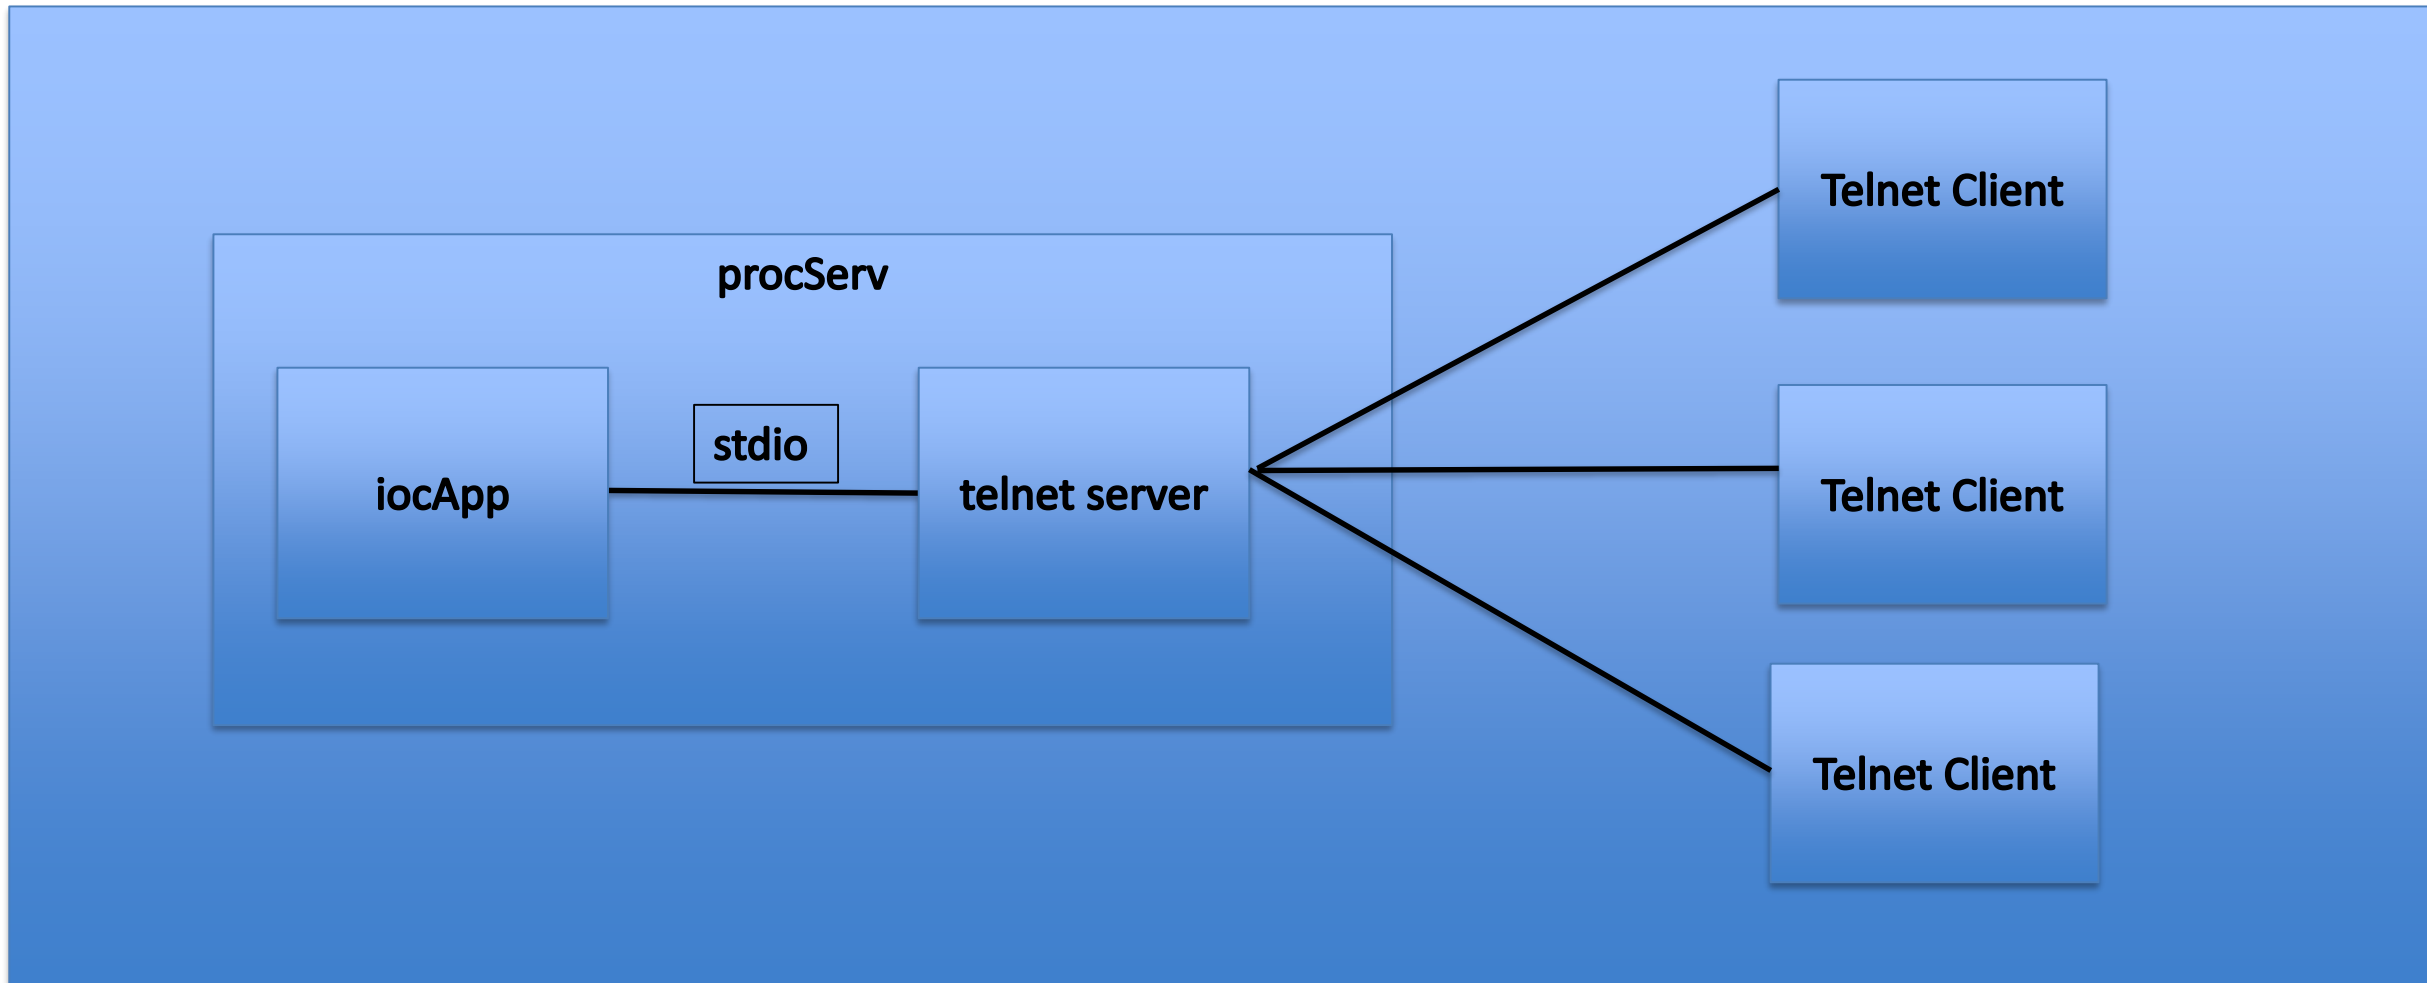 procServ
iocApp
stdio
telnet server
Telnet Client
Telnet Client
Telnet Client